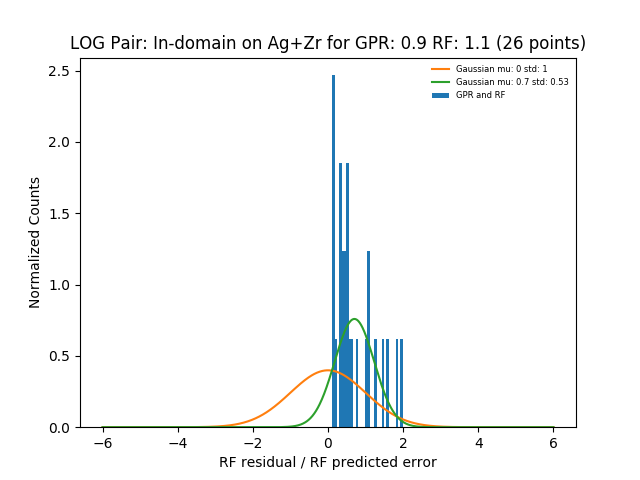 LOG Pair: In-domain on Ag+Zr for GPR: 0.9 RF: 1.1 (26 points)
Gaussian mu: 0 std: 1
Gaussian mu: 0.7 std: 0.53
GPR and RF
Normalized Counts
2.5
2.0
1.5
1.0
0.5
0.0
−6 −4 −2 0 2 4 6
RF residual / RF predicted error